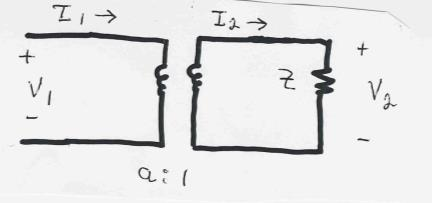 I₁ → I₂ →
+ +
V₁ Z V₂
- -
a:1